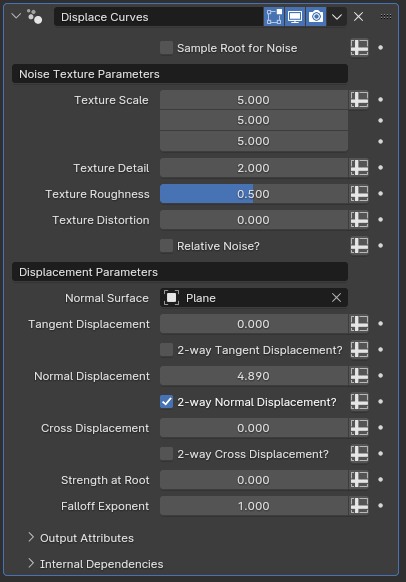 Displace Curves
Sample Root for Noise
Noise Texture Parameters
Texture Scale 5.000
5.000
5.000
Texture Detail 2.000
Texture Roughness 0.500
Texture Distortion 0.000
Relative Noise?
Displacement Parameters
Normal Surface Plane
Tangent Displacement 0.000
2-way Tangent Displacement?
Normal Displacement 4.890
2-way Normal Displacement?
Cross Displacement 0.000
2-way Cross Displacement?
Strength at Root 0.000
Falloff Exponent 1.000
Output Attributes
Internal Dependencies